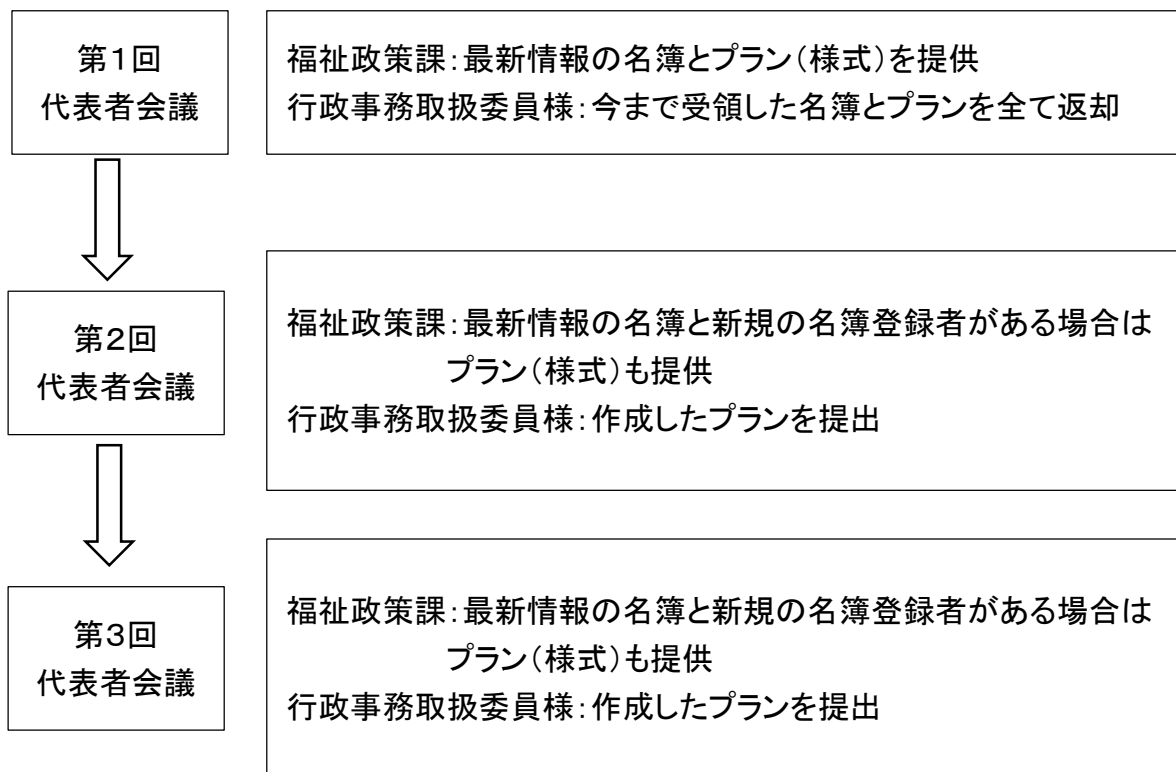 第1回
代表者会議
福祉政策課:最新情報の名簿とプラン(様式)を提供
行政事務取扱委員様:今まで受領した名簿とプランを全て返却
第2回
代表者会議
福祉政策課:最新情報の名簿と新規の名簿登録者がある場合は
プラン(様式)も提供
行政事務取扱委員様:作成したプランを提出
第3回
代表者会議
福祉政策課:最新情報の名簿と新規の名簿登録者がある場合は
プラン(様式)も提供
行政事務取扱委員様:作成したプランを提出